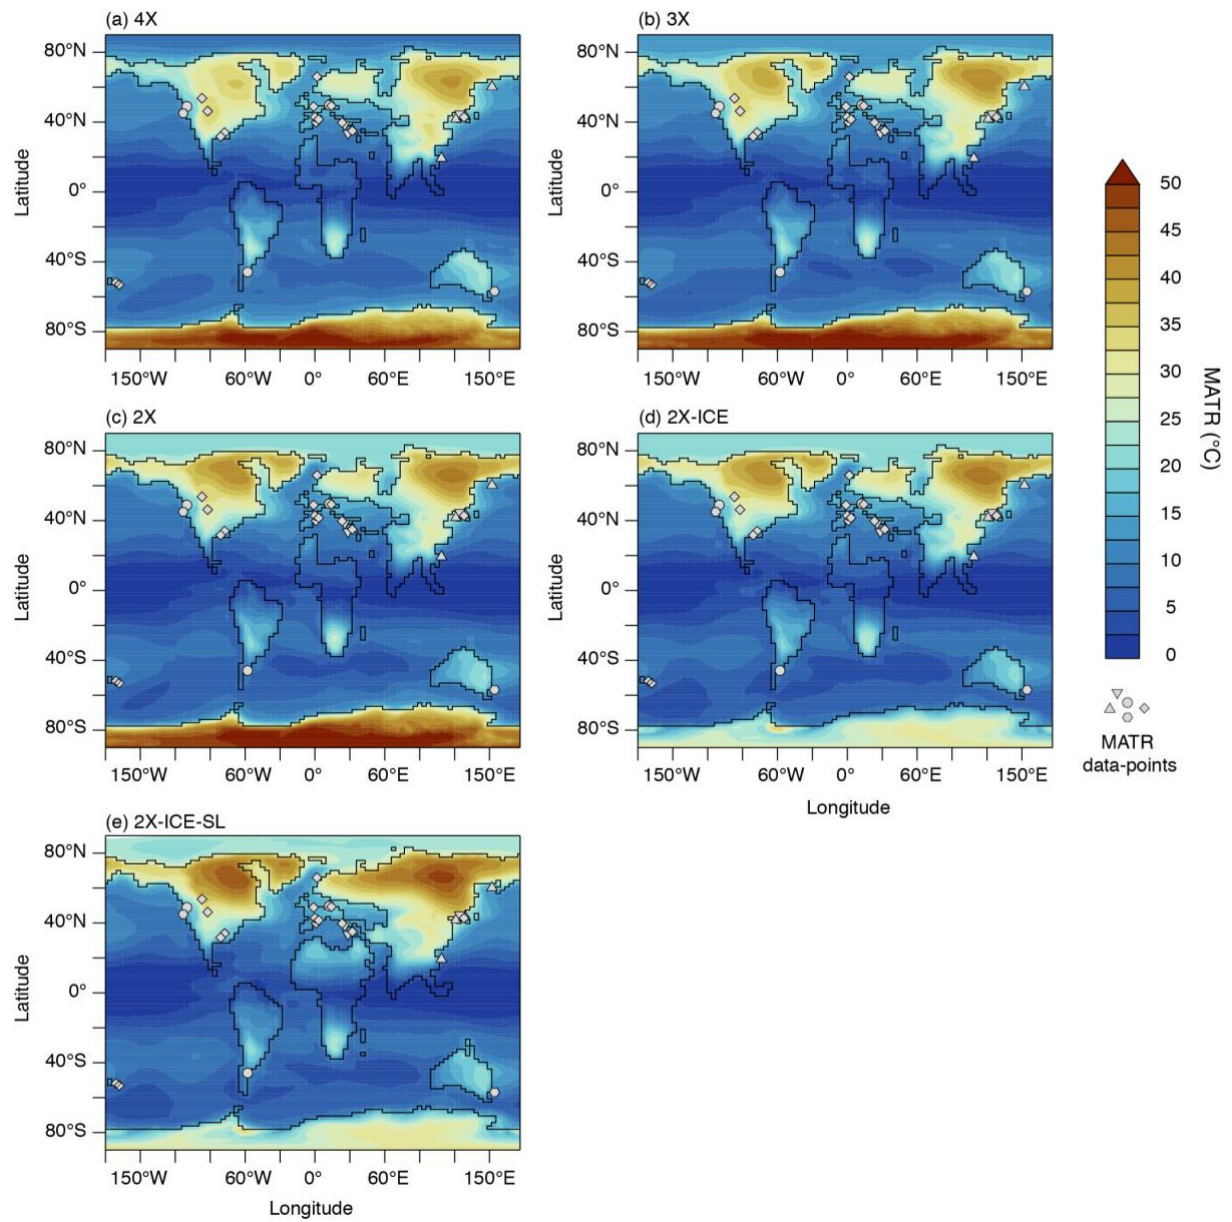 (a) 4X
80°N
40°N
0°
40°S
80°S
Latitude
150°W 60°W 0° 60°E 150°E
(b) 3X
80°N
40°N
0°
40°S
80°S
Latitude
150°W 60°W 0° 60°E 150°E
(c) 2X
80°N
40°N
0°
40°S
80°S
Latitude
150°W 60°W 0° 60°E 150°E
(d) 2X-ICE
80°N
40°N
0°
40°S
80°S
Latitude
150°W 60°W 0° 60°E 150°E
Longitude
(e) 2X-ICE-SL
80°N
40°N
0°
40°S
80°S
Latitude
150°W 60°W 0° 60°E 150°E
Longitude
50
45
40
35
30
25
20
15
10
5
0
MATR (°C)
MATR
data-points